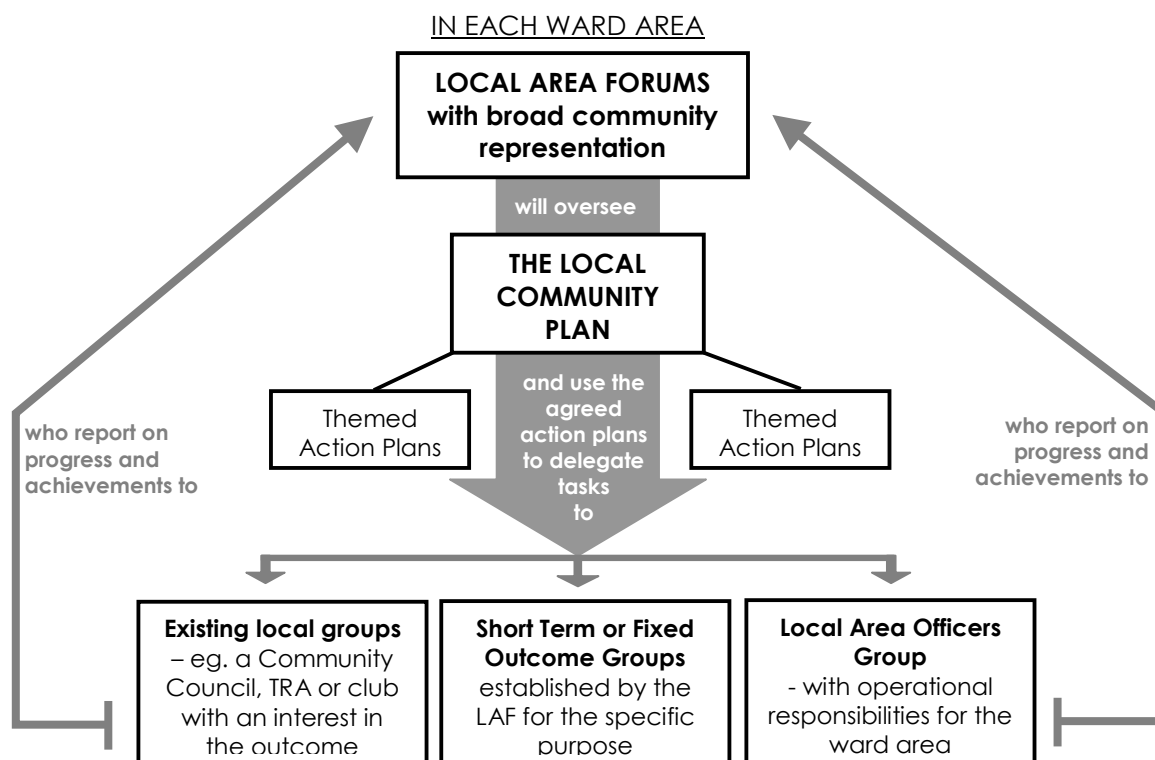 IN EACH WARD AREA
LOCAL AREA FORUMS
with broad community
representation
will oversee
THE LOCAL
COMMUNITY
PLAN
Themed
Action Plans
and use the
agreed
action plans
to delegate
tasks
to
Themed
Action Plans
who report on
progress and
achievements to
who report on
progress and
achievements to
Existing local groups
– eg. a Community
Council, TRA or club
with an interest in
the outcome
Short Term or Fixed
Outcome Groups
established by the
LAF for the specific
purpose
Local Area Officers
Group
- with operational
responsibilities for the
ward area